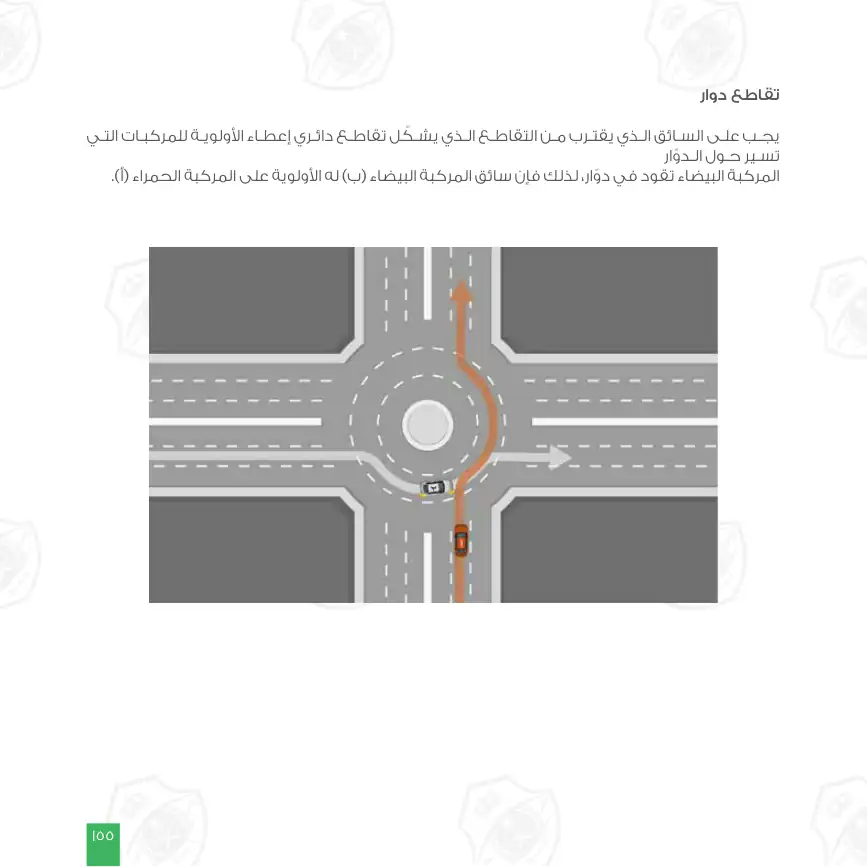 تقاطع دوار
يجب على السائق الذي يقترب من التقاطع الذي يشكّل تقاطع دائري إعطاء الأولوية للمركبات التي
تسير حول الدوّار
المركبة البيضاء تقود في دوّار، لذلك فإن سائق المركبة البيضاء (ب) له الأولوية على المركبة الحمراء (أ).
١٥٥